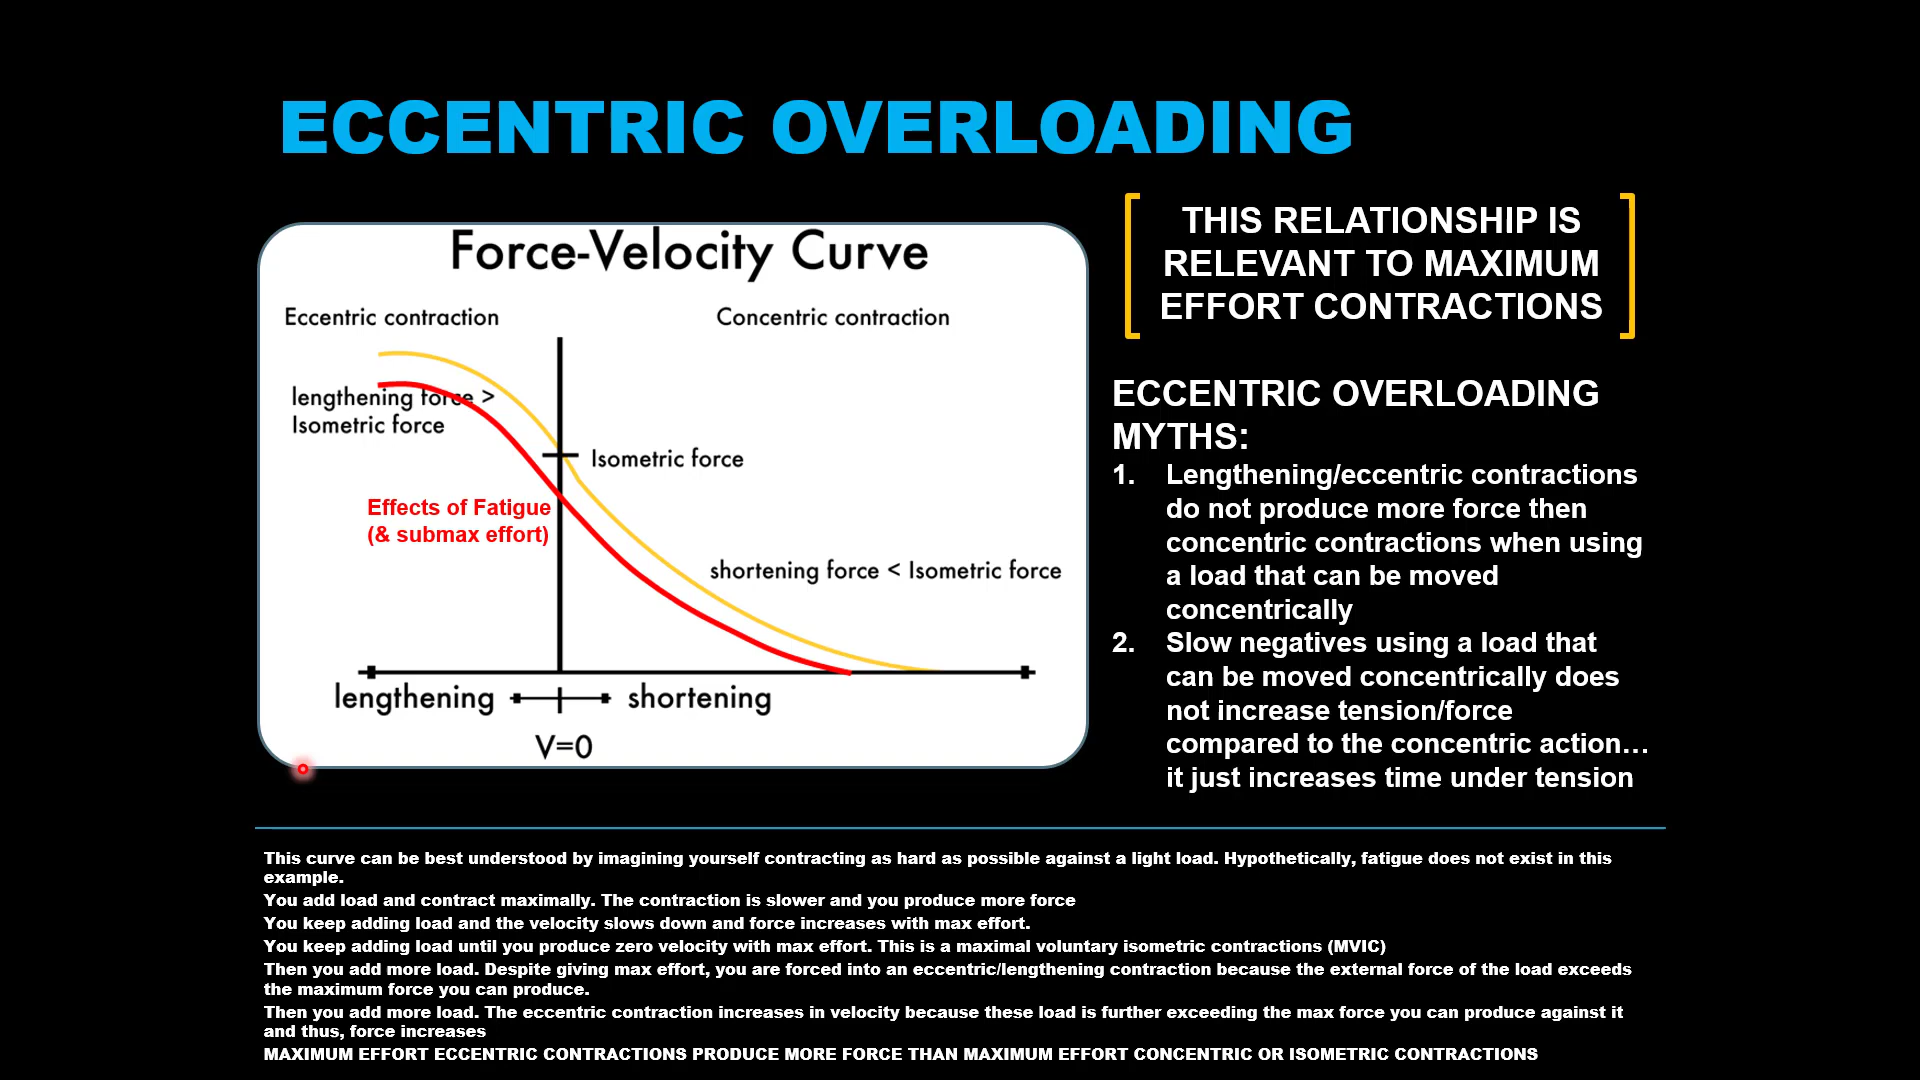 ECCENTRIC OVERLOADING
Force-Velocity Curve
Eccentric contraction
Concentric contraction
lengthening force >
Isometric force
Isometric force
Effects of Fatigue
(& submax effort)
shortening force < Isometric force
lengthening
shortening
V=0
THIS RELATIONSHIP IS
RELEVANT TO MAXIMUM
EFFORT CONTRACTIONS
ECCENTRIC OVERLOADING
MYTHS:
1. Lengthening/eccentric contractions
do not produce more force then
concentric contractions when using
a load that can be moved
concentrically
2. Slow negatives using a load that
can be moved concentrically does
not increase tension/force
compared to the concentric action…
it just increases time under tension
This curve can be best understood by imagining yourself contracting as hard as possible against a light load. Hypothetically, fatigue does not exist in this
example.
You add load and contract maximally. The contraction is slower and you produce more force
You keep adding load and the velocity slows down and force increases with max effort.
You keep adding load until you produce zero velocity with max effort. This is a maximal voluntary isometric contractions (MVIC)
Then you add more load. Despite giving max effort, you are forced into an eccentric/lengthening contraction because the external force of the load exceeds
the maximum force you can produce.
Then you add more load. The eccentric contraction increases in velocity because these load is further exceeding the max force you can produce against it
and thus, force increases
MAXIMUM EFFORT ECCENTRIC CONTRACTIONS PRODUCE MORE FORCE THAN MAXIMUM EFFORT CONCENTRIC OR ISOMETRIC CONTRACTIONS